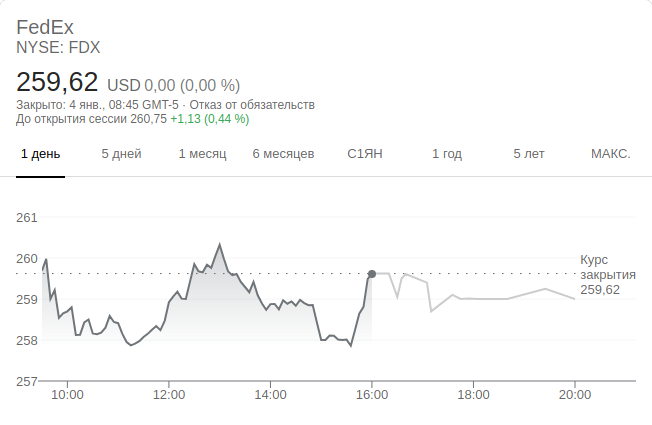 FedEx
NYSE: FDX
259,62 USD 0,00 (0,00 %)
Закрыто: 4 янв., 08:45 GMT-5 · Отказ от обязательств
До открытия сессии 260,75 +1,13 (0,44 %)
1 день 5 дней 1 месяц 6 месяцев С1ЯН 1 год 5 лет МАКС.
261
260
259
258
257
Курс
закрытия
259,62
10:00 12:00 14:00 16:00 18:00 20:00